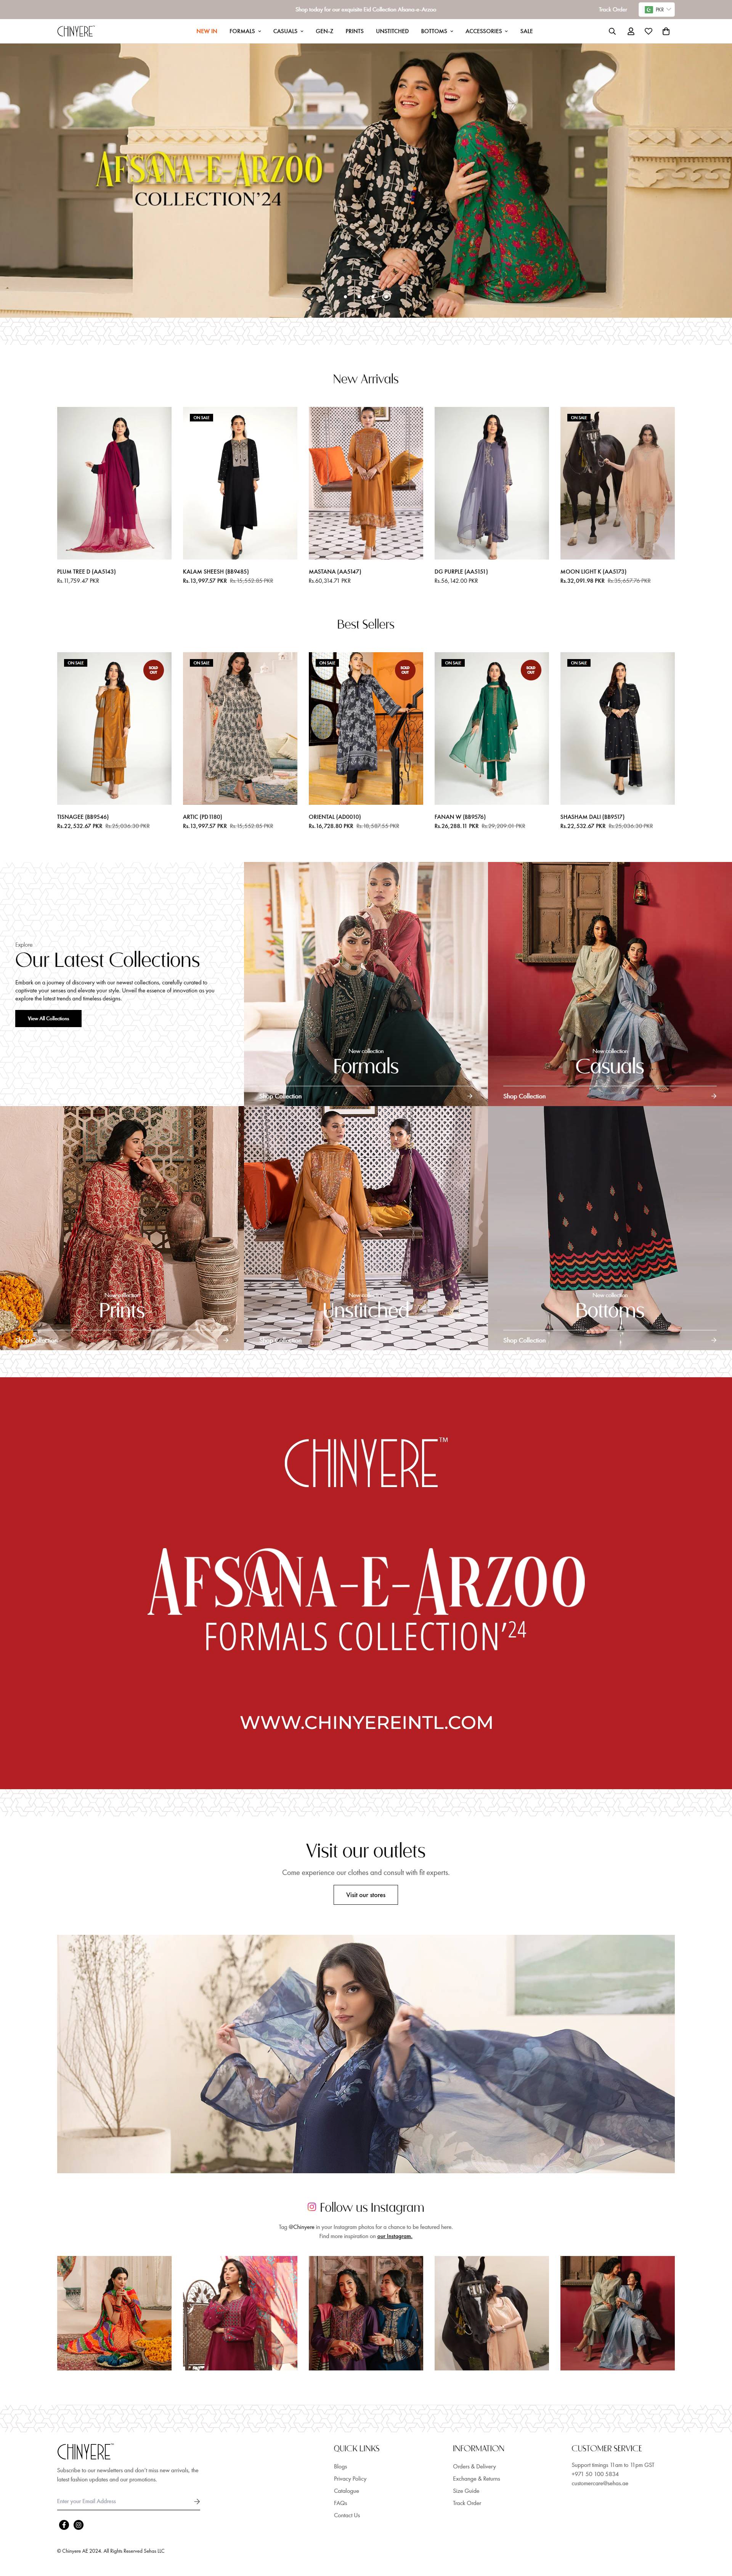 Shop today for our exquisite Eid Collection Afsana-e-Arzoo
Track Order
PKR
CHINYERE™
NEW IN FORMALS CASUALS GEN-Z PRINTS UNSTITCHED BOTTOMS ACCESSORIES SALE
AFSANA-E-ARZOO
COLLECTION'24
New Arrivals
ON SALE
ON SALE
PLUM TREE D (AA5143) KALAM SHEESH (BB9485) MASTANA (AA5147) DG PURPLE (AA5151) MOON LIGHT K (AA5173)
Rs.11,759.47 PKR Rs.13,997.57 PKR Rs.15,552.85 PKR Rs.60,314.71 PKR Rs.56,142.00 PKR Rs.32,091.98 PKR Rs.35,657.76 PKR
Best Sellers
ON SALE SOLD OUT ON SALE ON SALE SOLD OUT ON SALE SOLD OUT ON SALE
TISNAGEE (BB9546) ARTIC (PD1180) ORIENTAL (AD0010) FANAN W (BB9576) SHASHAM DALI (BB9517)
Rs.22,532.67 PKR Rs.25,036.30 PKR Rs.13,997.57 PKR Rs.15,552.85 PKR Rs.16,728.80 PKR Rs.18,587.55 PKR Rs.26,288.11 PKR Rs.29,209.01 PKR Rs.22,532.67 PKR Rs.25,036.30 PKR
Explore
Our Latest Collections
Embark on a journey of discovery with our newest collections, carefully curated to
captivate your senses and elevate your style. Unveil the essence of innovation as you
explore the latest trends and timeless designs.
View All Collections
New collection
Formals
Shop Collection
New collection
Casuals
Shop Collection
New collection
Prints
Shop Collection
New collection
Unstitched
Shop Collection
New collection
Bottoms
Shop Collection
CHINYERE™
AFSANA-E-ARZOO
FORMALS COLLECTION'24
WWW.CHINYEREINTL.COM
Visit our outlets
Come experience our clothes and consult with fit experts.
Visit our stores
Follow us Instagram
Tag @Chinyere in your Instagram photos for a chance to be featured here.
Find more inspiration on our Instagram.
CHINYERE™
Subscribe to our newsletters and don't miss new arrivals, the
latest fashion updates and our promotions.
Enter your Email Address
QUICK LINKS
Blogs
Privacy Policy
Catalogue
FAQs
Contact Us
INFORMATION
Orders & Delivery
Exchange & Returns
Size Guide
Track Order
CUSTOMER SERVICE
Support timings 11am to 11pm GST
+971 50 100 5834
customercare@sehas.ae
© Chinyere AE 2024. All Rights Reserved Sehas LLC